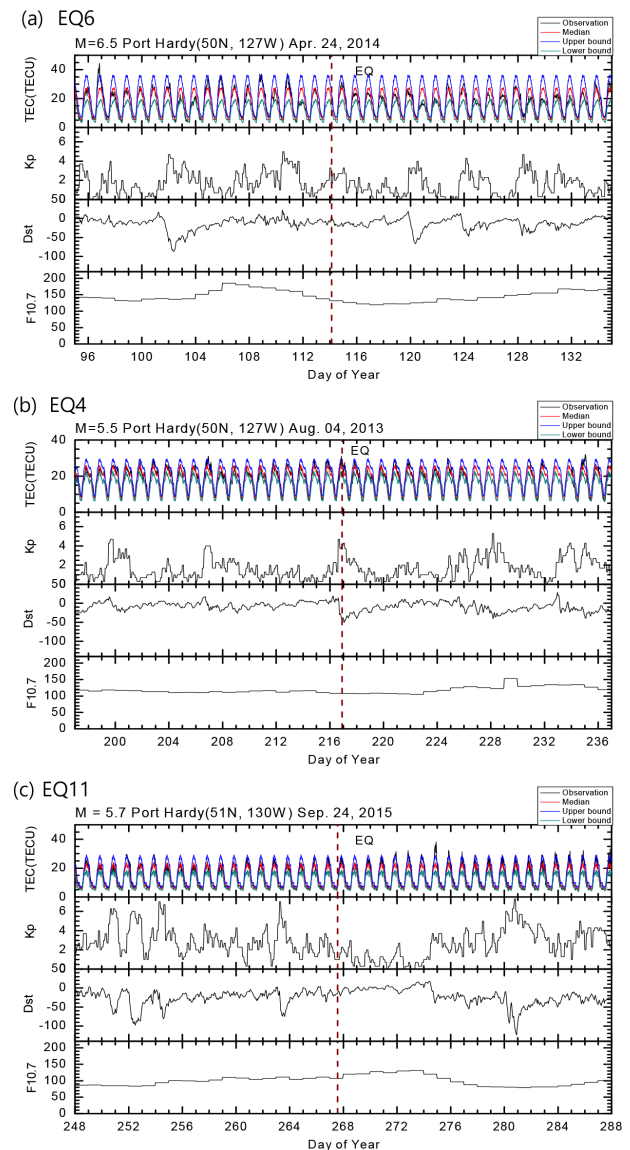 (a) EQ6
M=6.5 Port Hardy(50N, 127W) Apr. 24, 2014
Observation
Median
Upper bound
Lower bound
EQ
TEC(TECU)
40
20
0
Kp
6
4
2
50
Dst
0
-50
-100
F10.7
200
150
100
50
0
96 100 104 108 112 116 120 124 128 132
Day of Year
(b) EQ4
M=5.5 Port Hardy(50N, 127W) Aug. 04, 2013
Observation
Median
Upper bound
Lower bound
EQ
TEC(TECU)
40
20
0
Kp
6
4
2
50
Dst
0
-50
-100
F10.7
200
150
100
50
0
200 204 208 212 216 220 224 228 232 236
Day of Year
(c) EQ11
M = 5.7 Port Hardy(51N, 130W) Sep. 24, 2015
Observation
Median
Upper bound
Lower bound
EQ
TEC(TECU)
40
20
0
Kp
6
4
2
50
Dst
0
-50
-100
F10.7
200
150
100
50
0
248 252 256 260 264 268 272 276 280 284 288
Day of Year